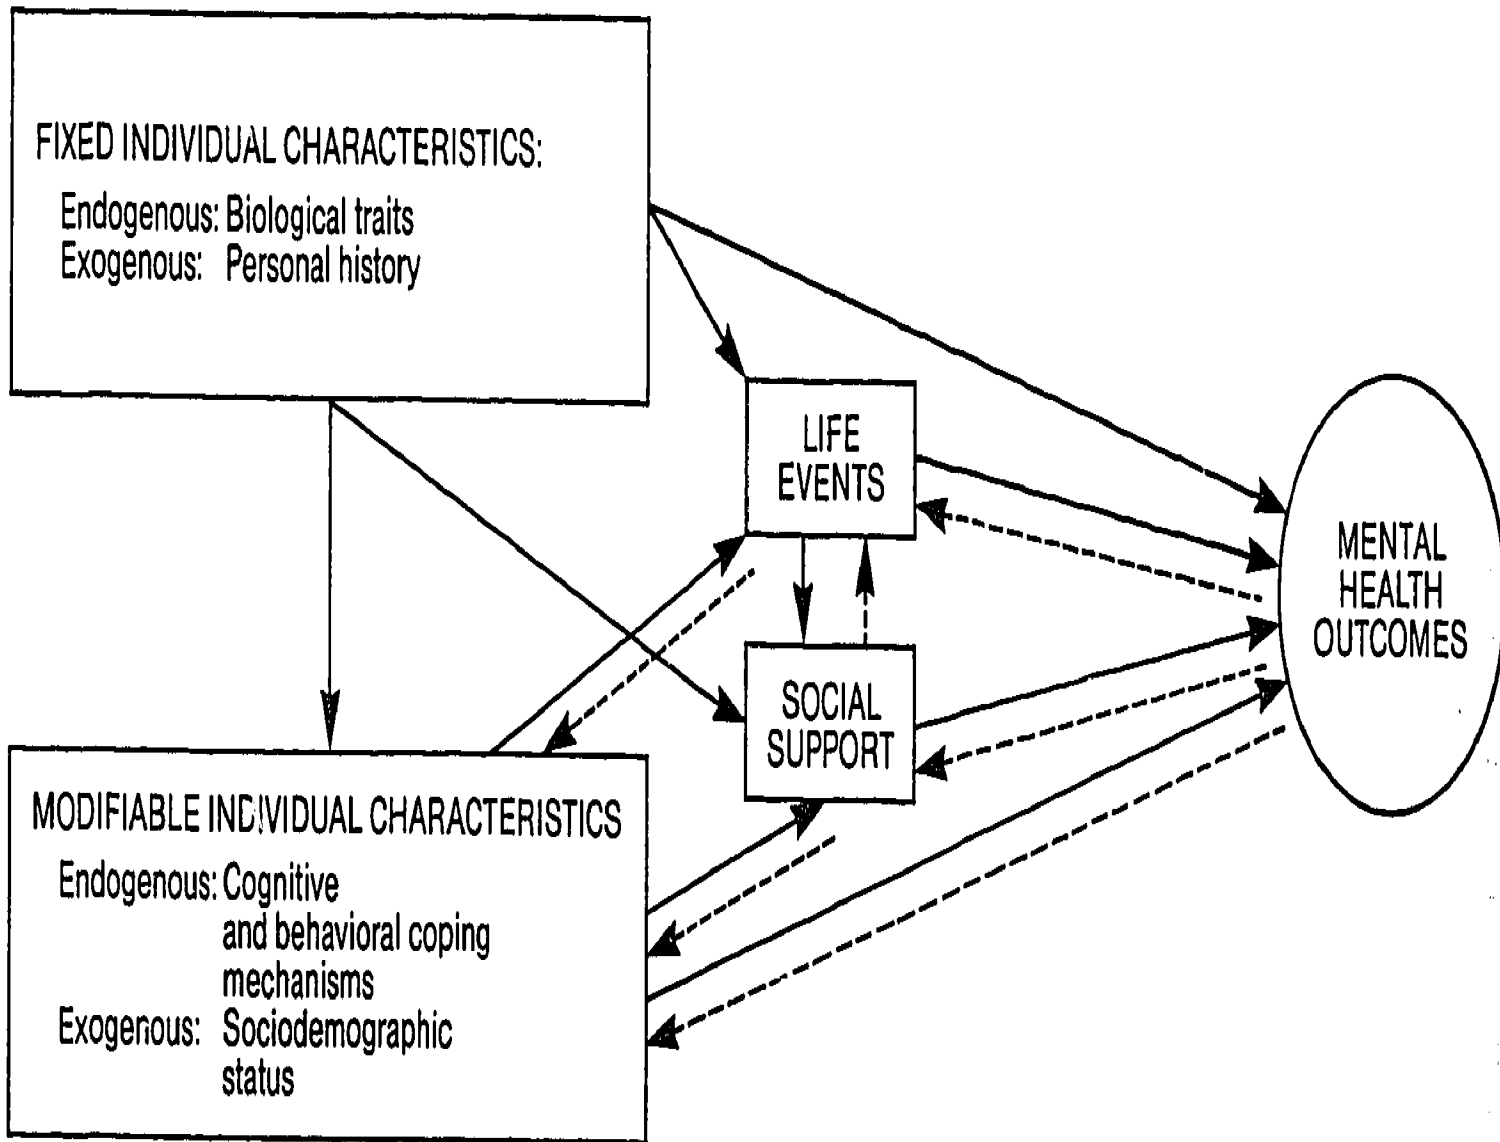 FIXED INDIVIDUAL CHARACTERISTICS:
Endogenous: Biological traits
Exogenous: Personal history
LIFE
EVENTS
MENTAL
HEALTH
OUTCOMES
SOCIAL
SUPPORT
MODIFIABLE INDIVIDUAL CHARACTERISTICS
Endogenous: Cognitive
and behavioral coping
mechanisms
Exogenous: Sociodemographic
status